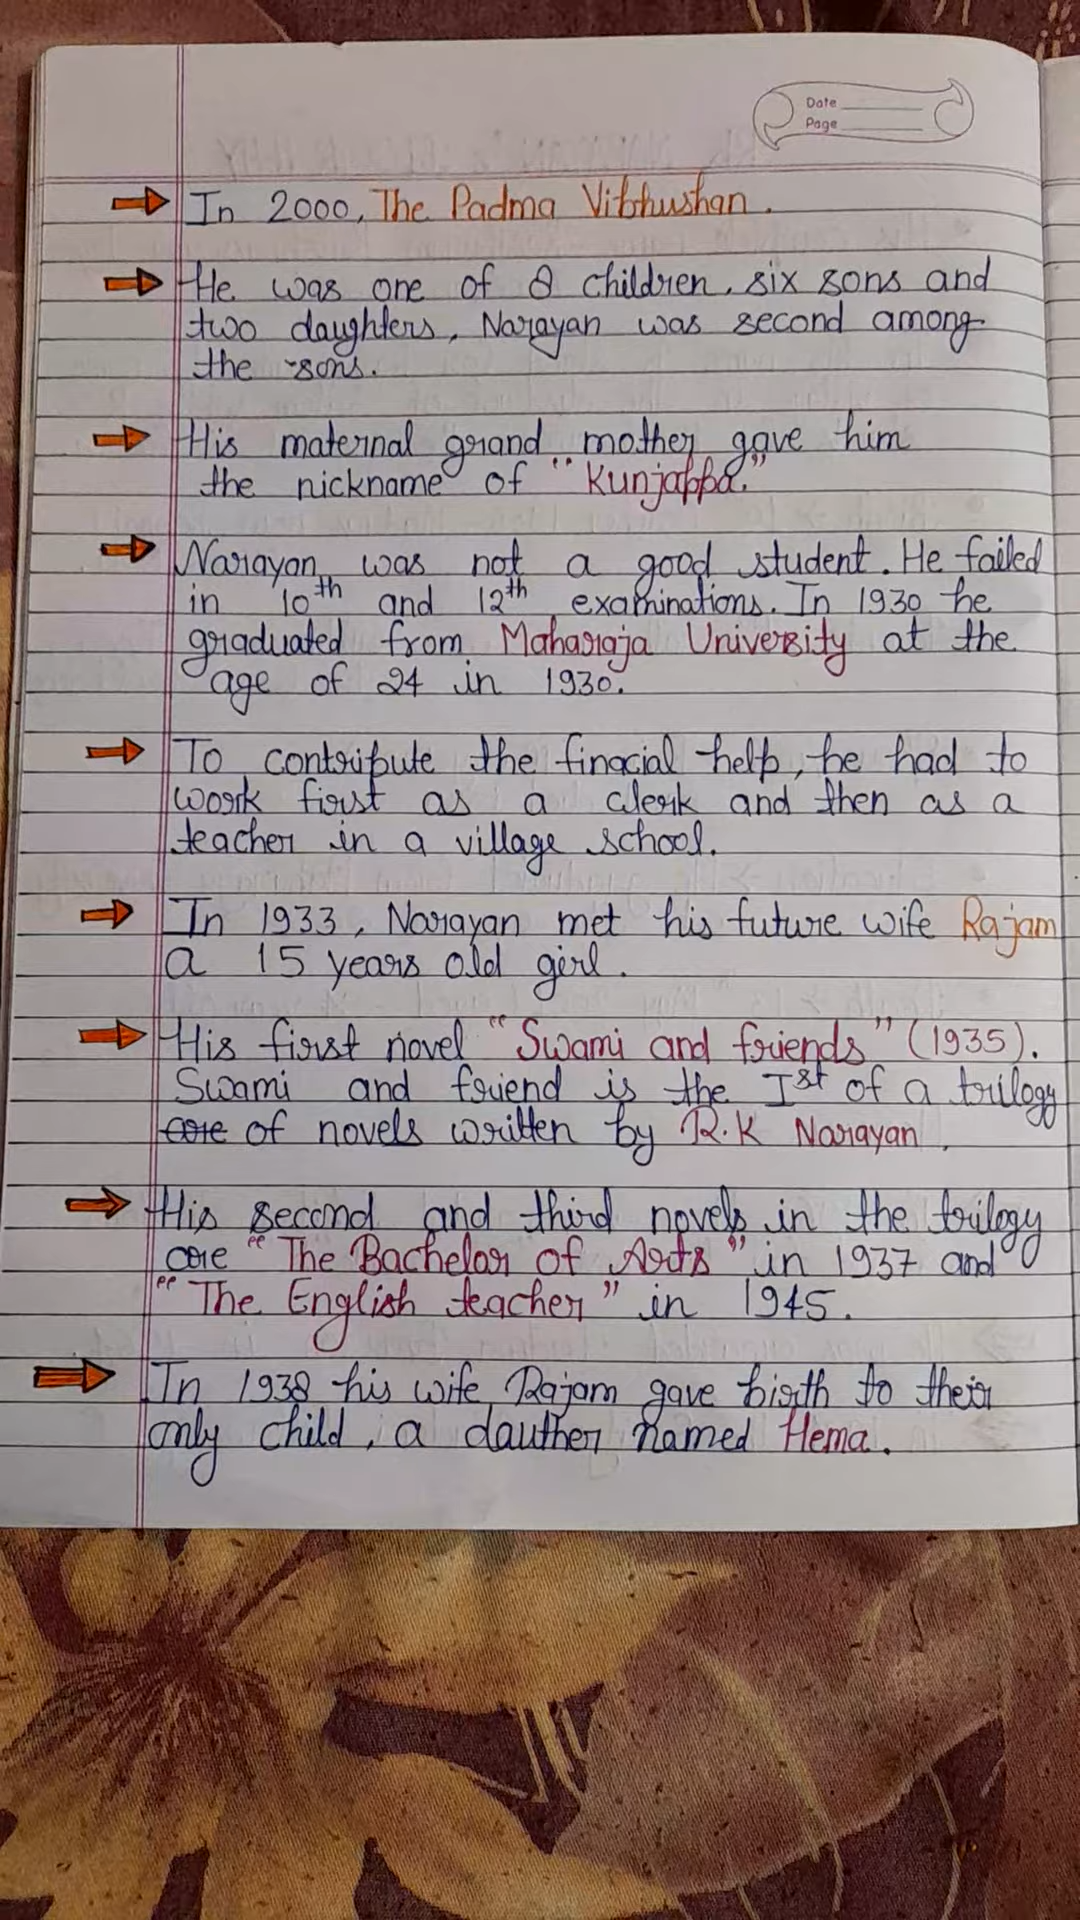 Date
Page
In 2000, The Padma Vibhushan.
He was one of 8 children, six sons and
two daughters, Narayan was second among
the sons.
His maternal grand mother gave him
the nickname of "Kunjappa."
Narayan was not a good student. He failed
in 10th and 12th examinations. In 1930 he
graduated from Maharaja University at the
age of 24 in 1930.
To contribute the finacial help, he had to
work first as a clerk and then as a
teacher in a village school.
In 1933, Narayan met his future wife Rajam
a 15 years old girl.
His first novel "Swami and friends" (1935).
Swami and friend is the Ist of a trilogy
are of novels written by R.K Narayan.
His second and third novels in the trilogy
are "The Bachelor of Arts" in 1937 and
"The English teacher" in 1945.
In 1938 his wife Rajam gave birth to their
only child, a dauther named Hema.